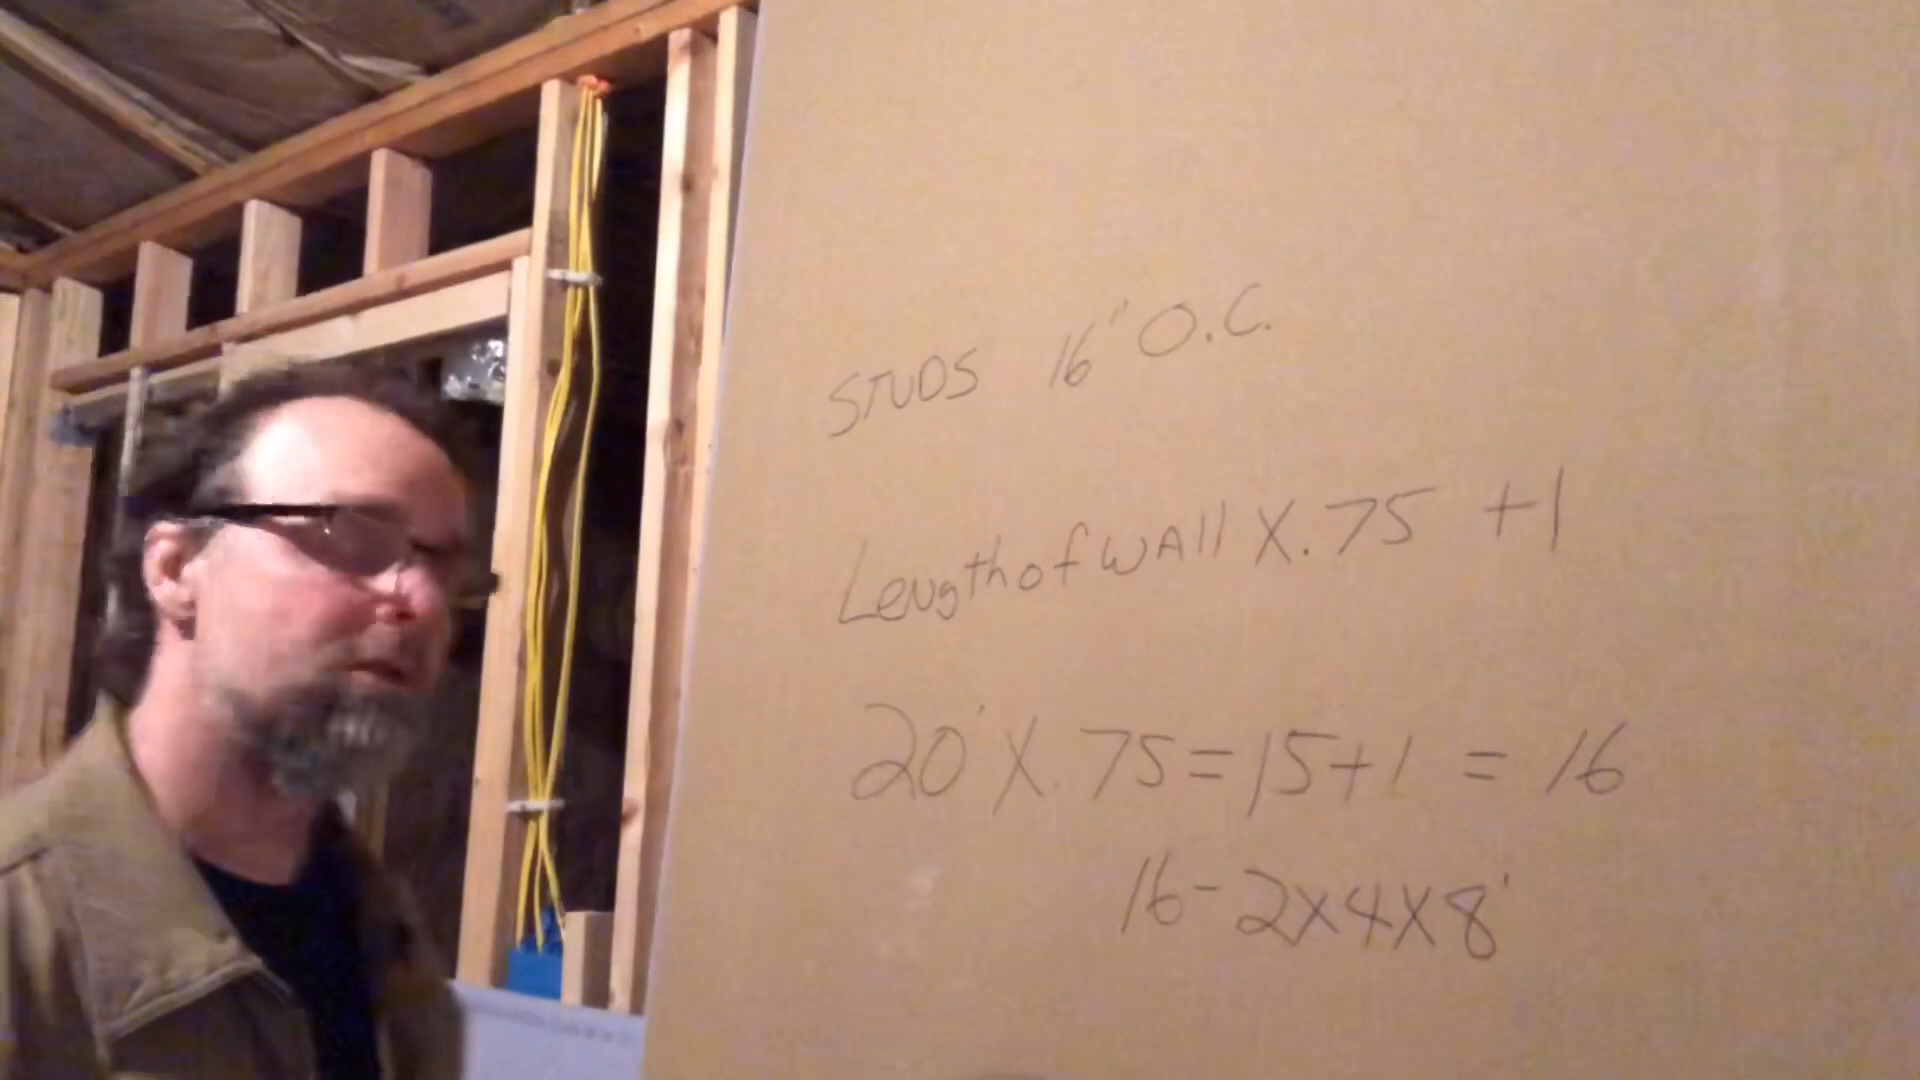 STUDS 16" O.C.
Length of wAll X .75 +1
20' X .75 = 15 + 1 = 16
16 - 2x4x8'